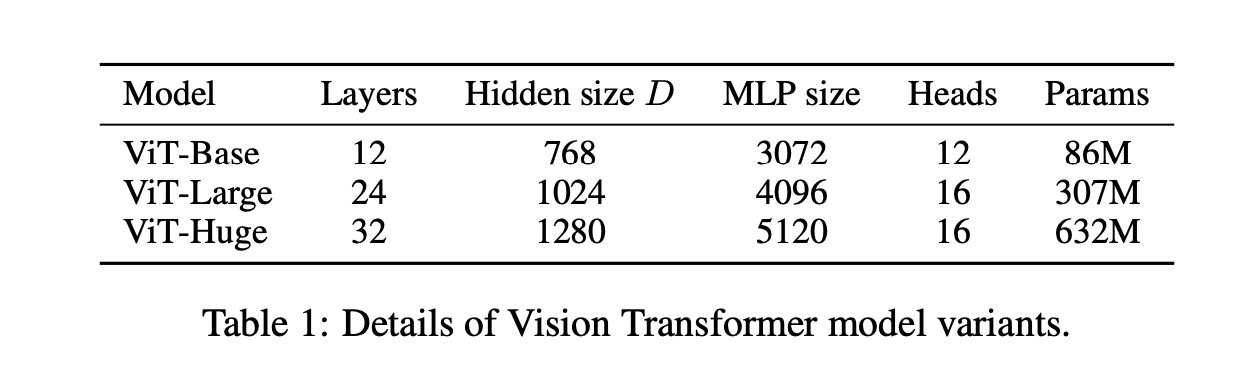 Model Layers Hidden size D MLP size Heads Params
ViT-Base 12 768 3072 12 86M
ViT-Large 24 1024 4096 16 307M
ViT-Huge 32 1280 5120 16 632M
Table 1: Details of Vision Transformer model variants.